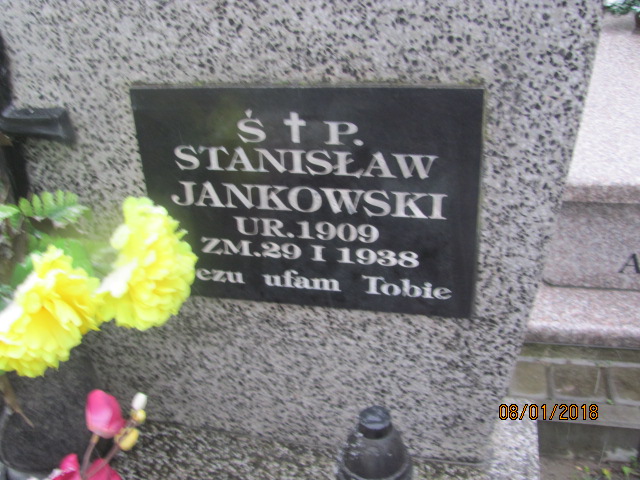 Ś † P.
STANISŁAW
JANKOWSKI
UR.1909
ZM.29 I 1938
ufam Tobie
08/01/2018